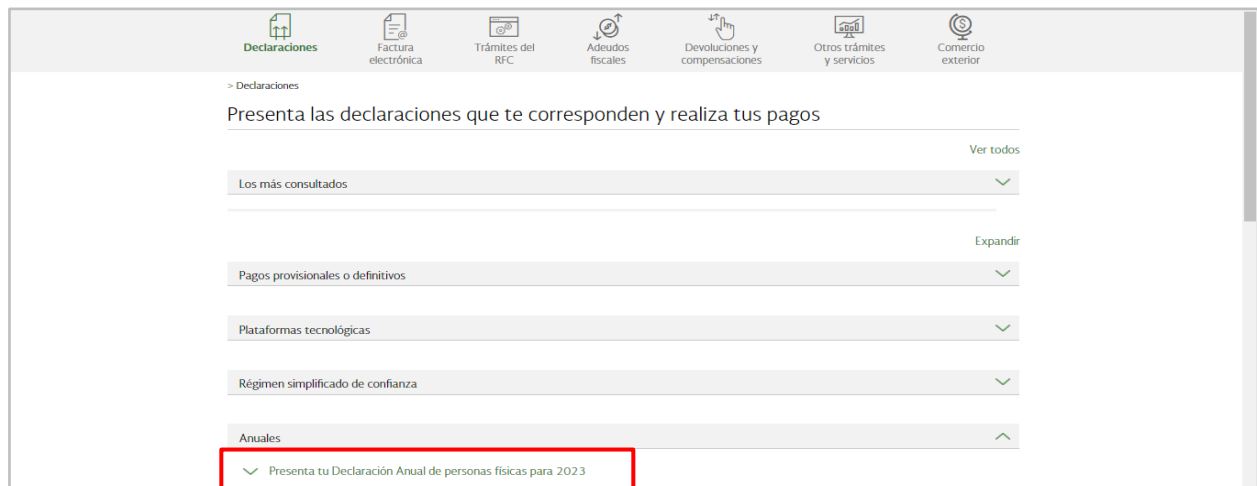 Declaraciones
Factura
electrónica
Trámites del
RFC
Adeudos
fiscales
Devoluciones y
compensaciones
Otros trámites
y servicios
Comercio
exterior
> Declaraciones
Presenta las declaraciones que te corresponden y realiza tus pagos
Ver todos
Los más consultados
Expandir
Pagos provisionales o definitivos
Plataformas tecnológicas
Régimen simplificado de confianza
Anuales
Presenta tu Declaración Anual de personas físicas para 2023